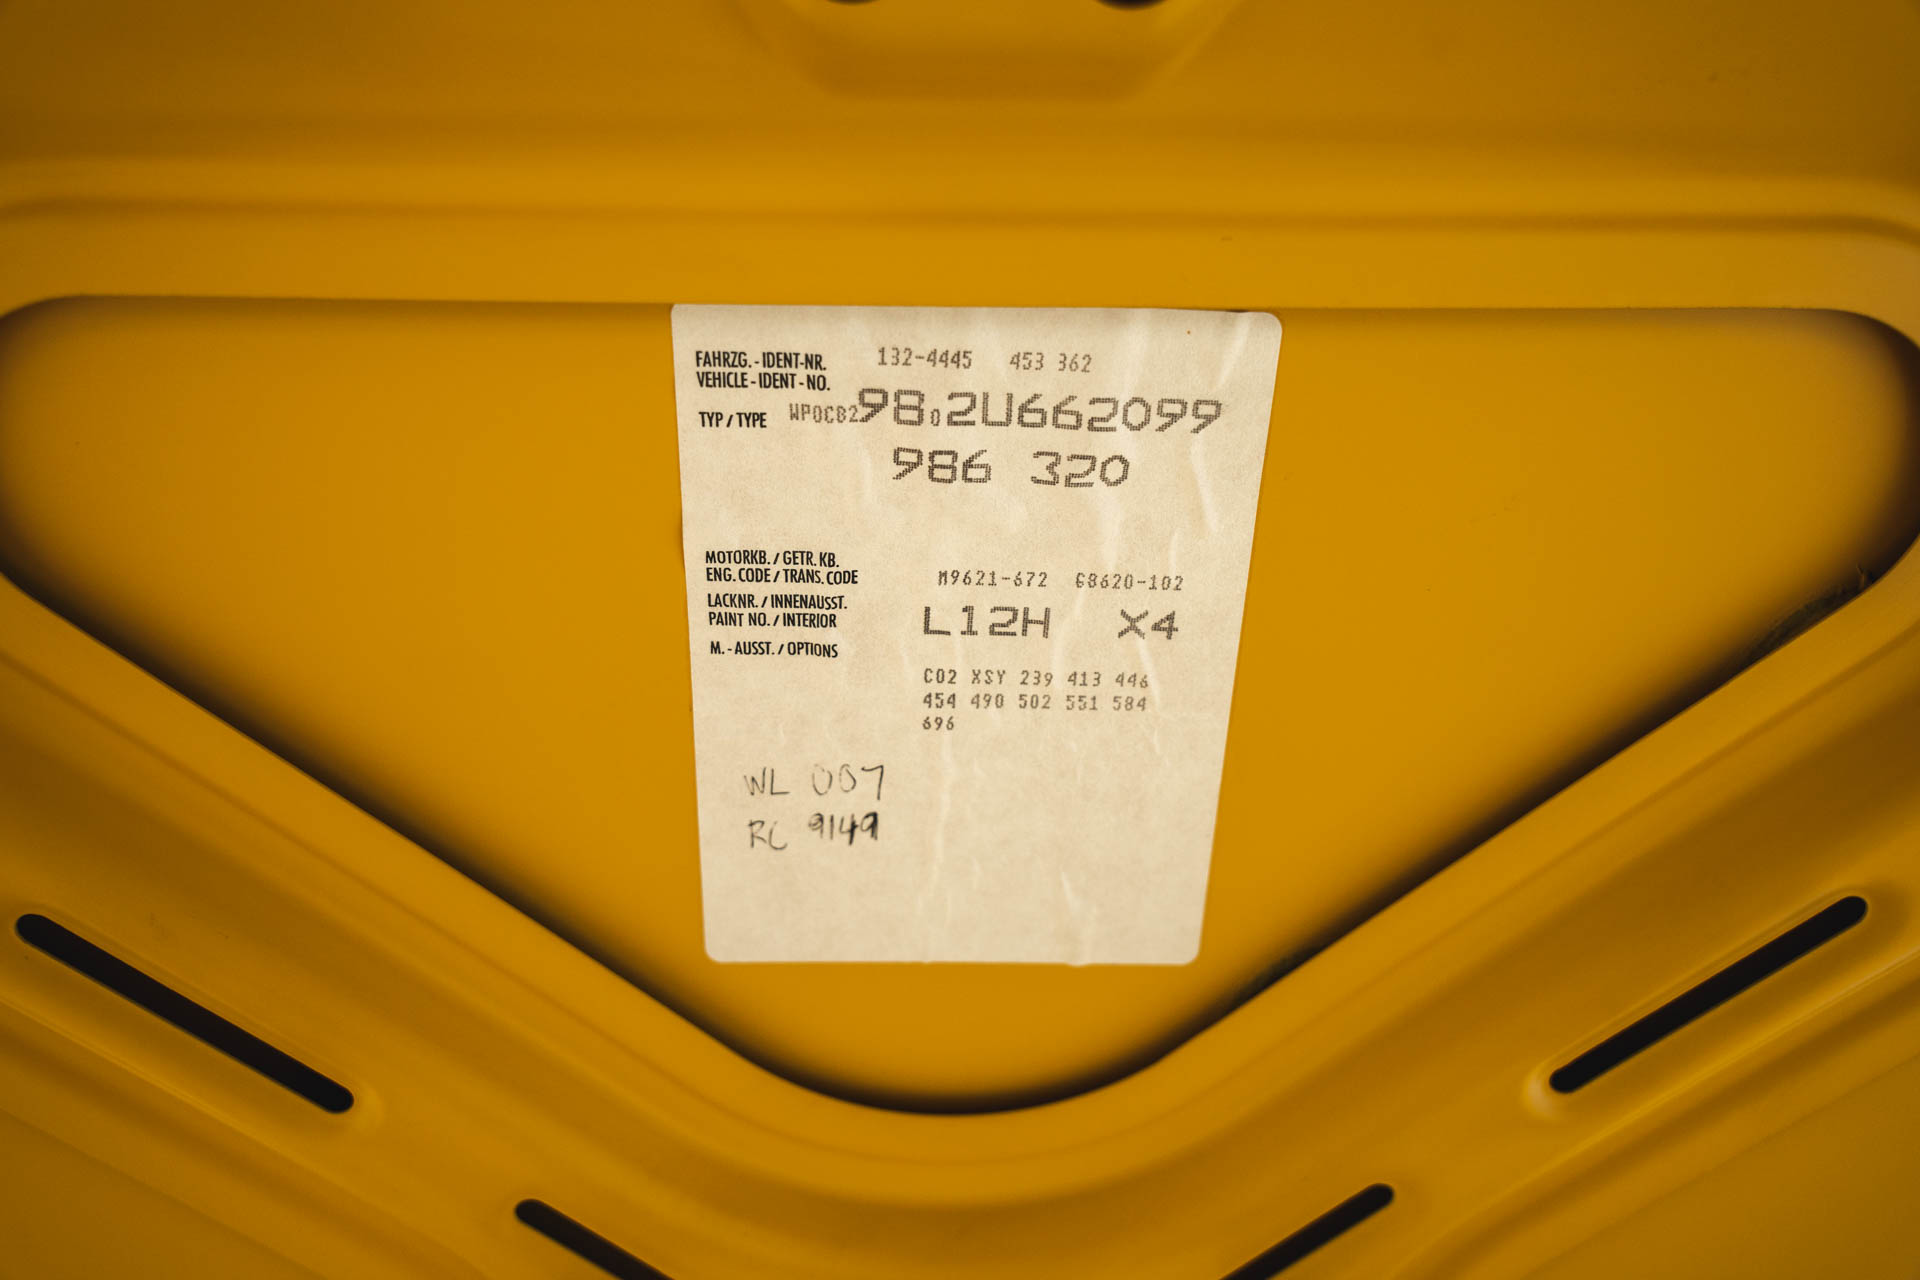 FAHRZG.-IDENT-NR. 132-4445 453 362
VEHICLE-IDENT-NO.
TYP/TYPE WP0CB2982U662099
986 320
MOTORKB./GETR.KB.
ENG.CODE/TRANS.CODE M9621-672 G8620-102
LACKNR./INNENAUSST.
PAINT NO./INTERIOR L12H X4
M.-AUSST./OPTIONS
C02 XSY 239 413 446
454 490 502 551 584
696
WL 007
RC 9149